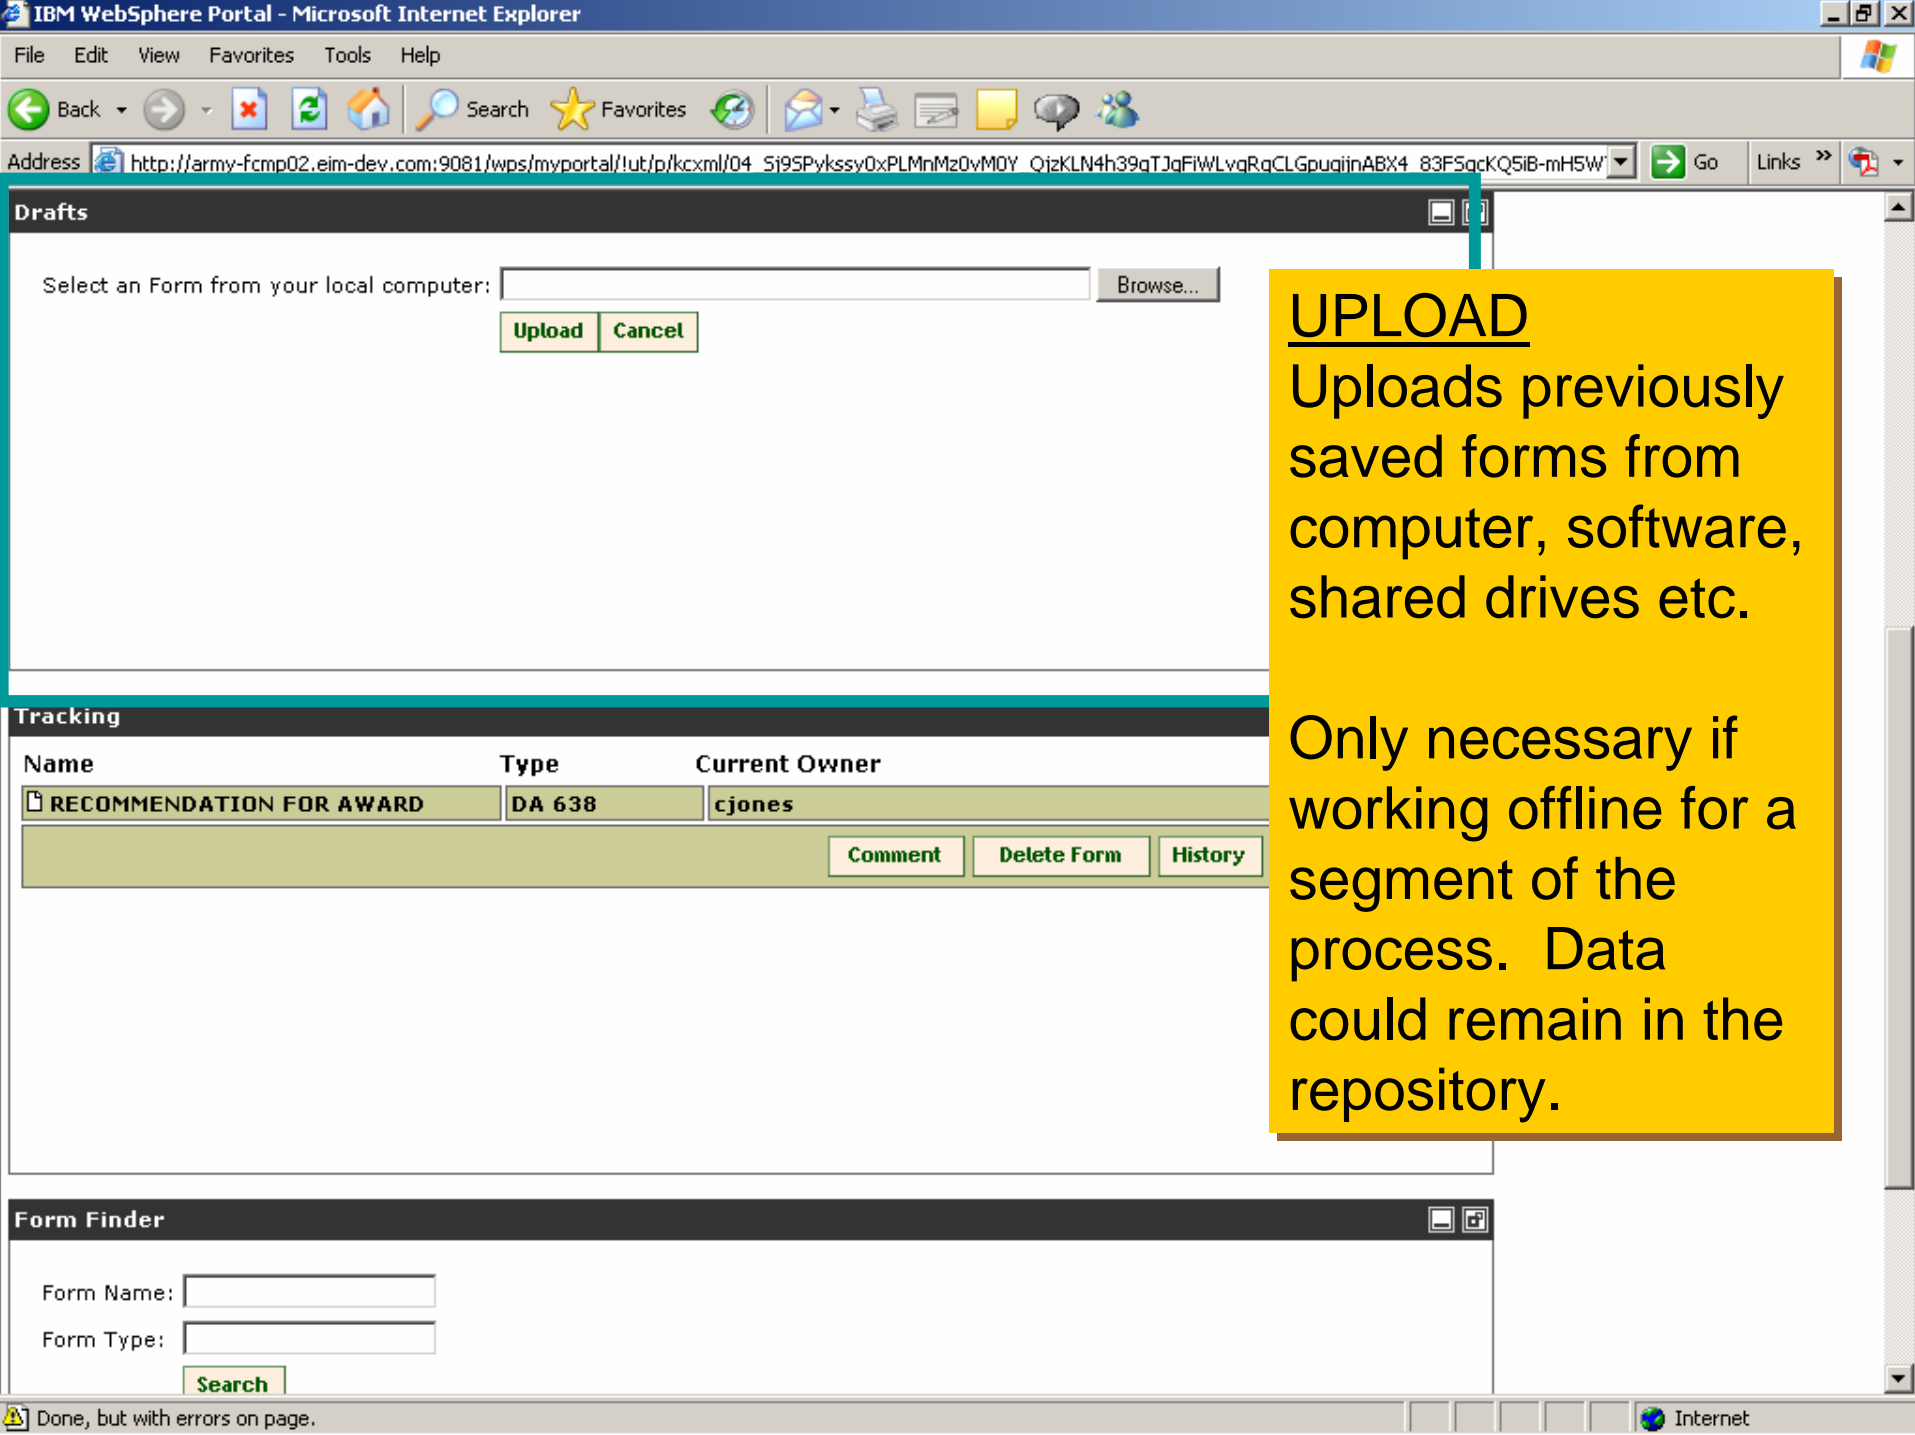 IBM WebSphere Portal - Microsoft Internet Explorer
File Edit View Favorites Tools Help
Back Search Favorites
Address http://army-fcmp02.eim-dev.com:9081/wps/myportal/!ut/p/kcxml/04_Sj9SPykssy0xPLMnMz0vM0Y_QjzKLN4h39gTJgFiWLvqRqCLGpugijnABX4_83FSgcKQ5iB-mH5W Go Links »
Drafts
Select an Form from your local computer: Browse...
Upload Cancel
UPLOAD
Uploads previously
saved forms from
computer, software,
shared drives etc.
Only necessary if
working offline for a
segment of the
process. Data
could remain in the
repository.
Tracking
Name Type Current Owner
RECOMMENDATION FOR AWARD DA 638 cjones
Comment Delete Form History
Form Finder
Form Name:
Form Type:
Search
Done, but with errors on page. Internet